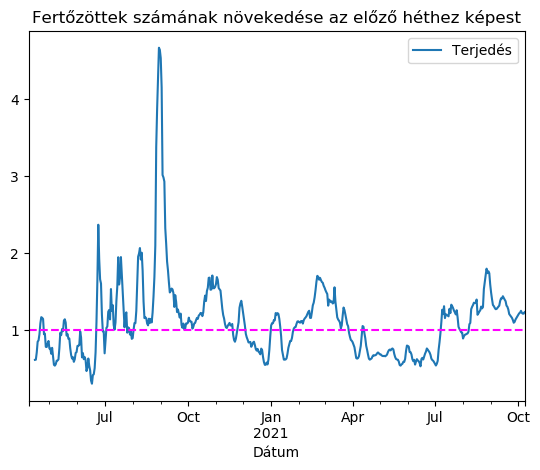 Fertőzöttek számának növekedése az előző héthez képest
Terjedés
4
3
2
1
Jul
Oct
Jan
2021
Apr
Jul
Oct
Dátum